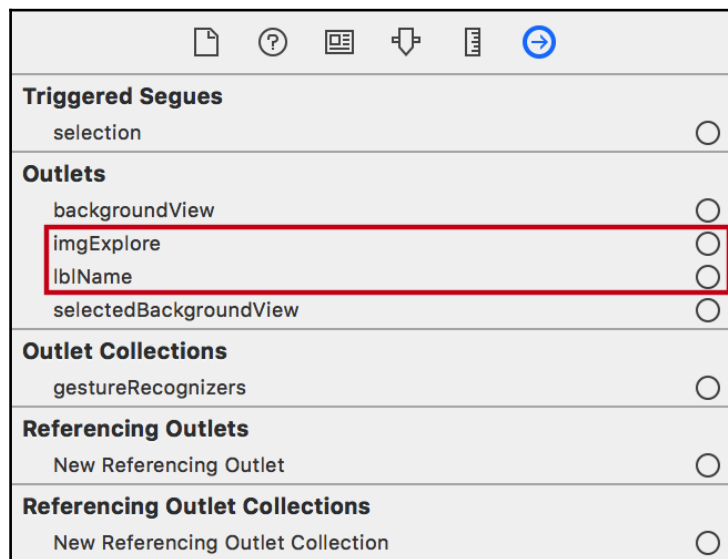 Triggered Segues
selection
Outlets
backgroundView
imgExplore
lblName
selectedBackgroundView
Outlet Collections
gestureRecognizers
Referencing Outlets
New Referencing Outlet
Referencing Outlet Collections
New Referencing Outlet Collection